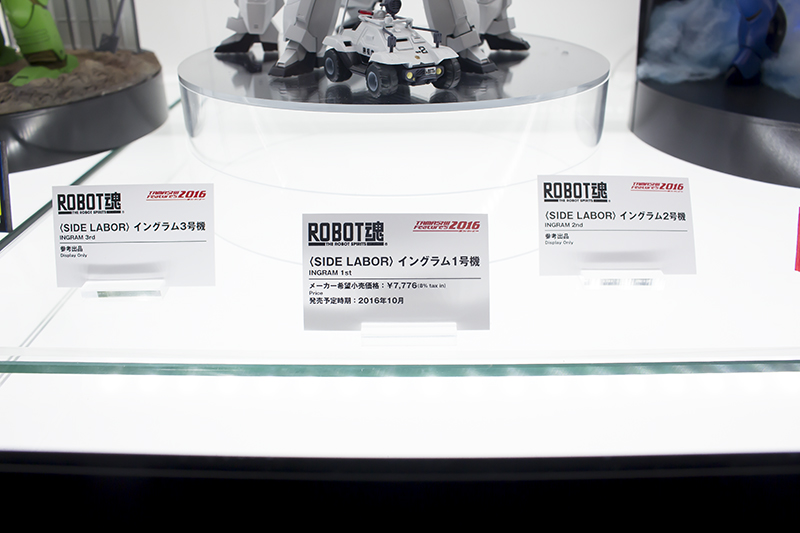 ROBOT魂
THE ROBOT SPIRITS
TAMASHII
Features 2016
〈SIDE LABOR〉 イングラム3号機
INGRAM 3rd
参考出品
Display Only
ROBOT魂
THE ROBOT SPIRITS
TAMASHII
Features 2016
〈SIDE LABOR〉 イングラム1号機
INGRAM 1st
メーカー希望小売価格：￥7,776(8% tax in)
Price
発売予定時期：2016年10月
ROBOT魂
THE ROBOT SPIRITS
TAMASHII
Features 2016
〈SIDE LABOR〉 イングラム2号機
INGRAM 2nd
参考出品
Display Only